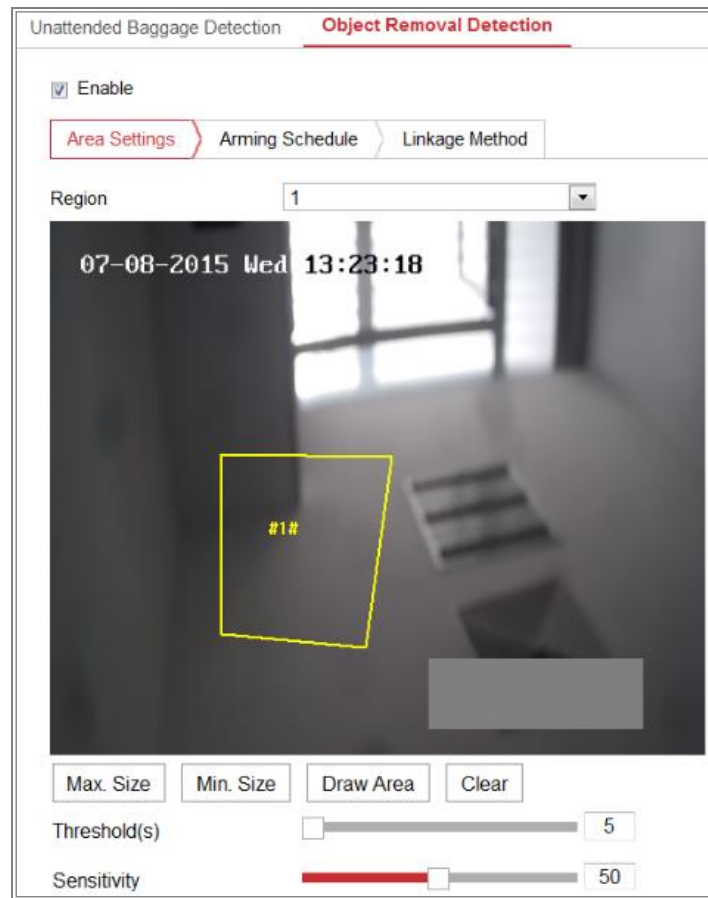 Unattended Baggage Detection Object Removal Detection
Enable
Area Settings Arming Schedule Linkage Method
Region 1
07-08-2015 Wed 13:23:18
#1#
Max. Size Min. Size Draw Area Clear
Threshold(s) 5
Sensitivity 50